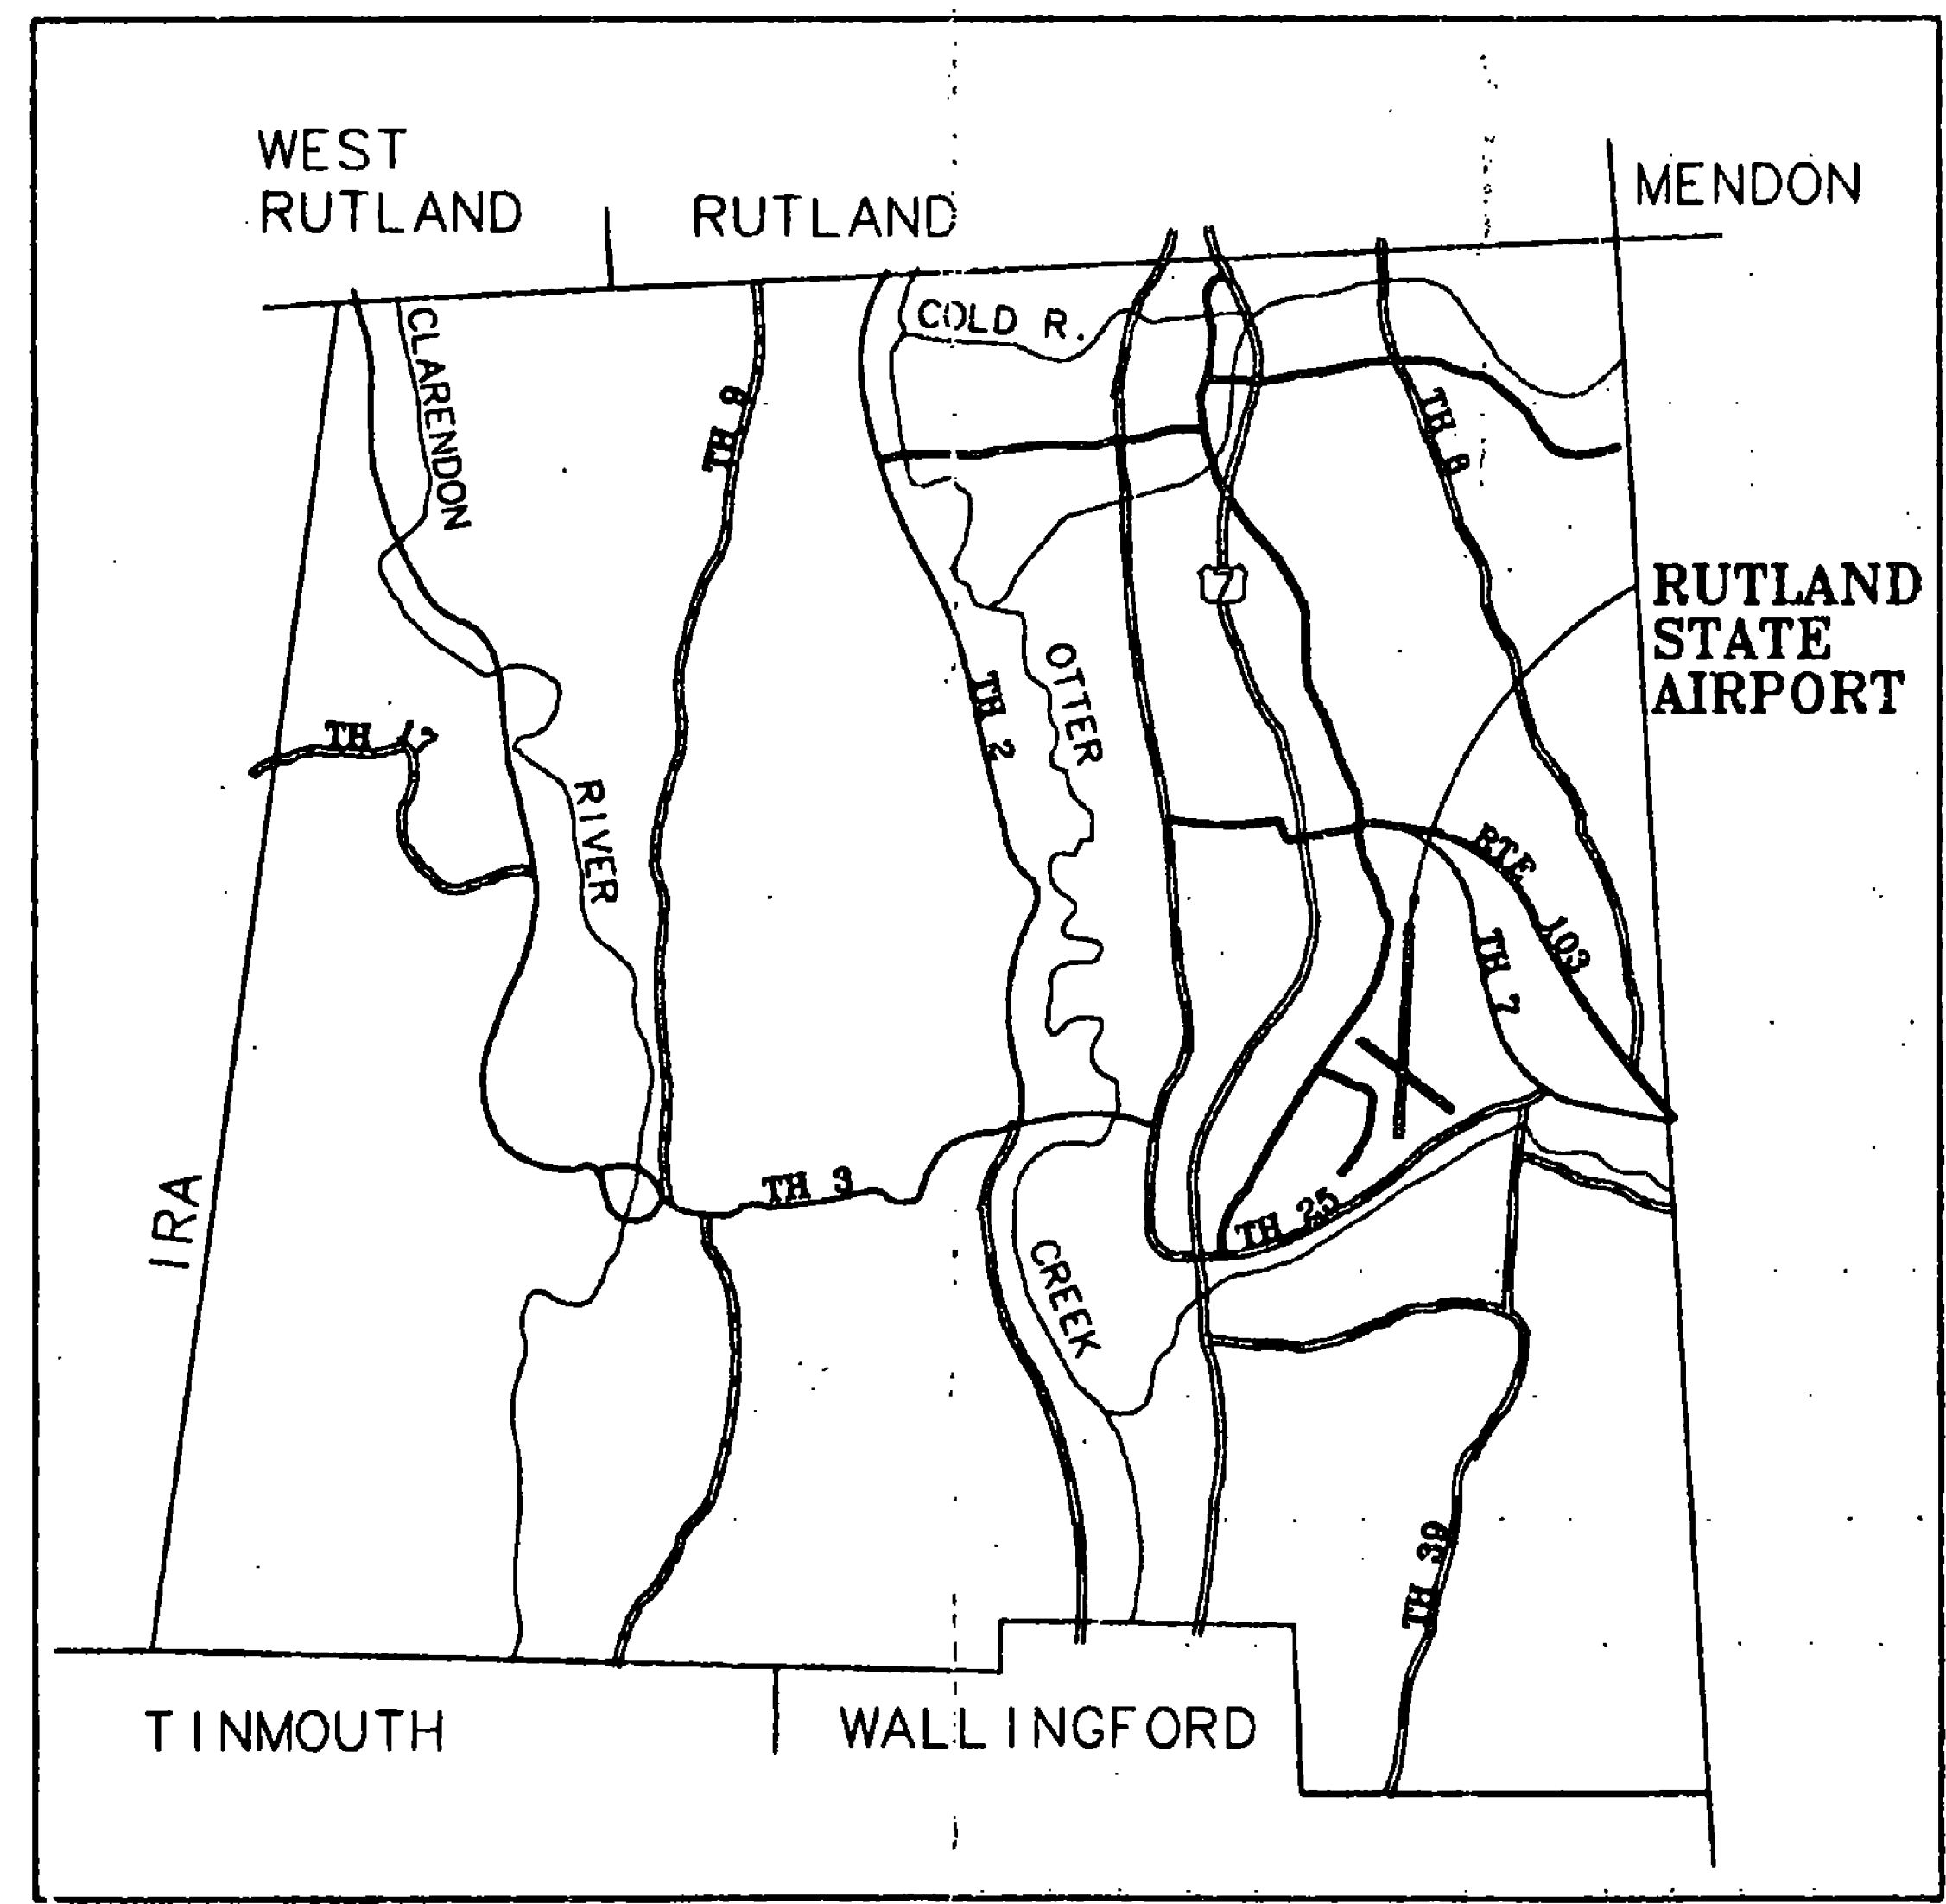 WEST
RUTLAND
RUTLAND
MENDON
COLD R.
CLARENDON
TH 8
7
RUTLAND
STATE
AIRPORT
OTTER
TH 2
TH
RIVER
RTE 103
TH 7
TH 3
TH 25
IRA
CREEK
TH 39
TINMOUTH
WALLINGFORD